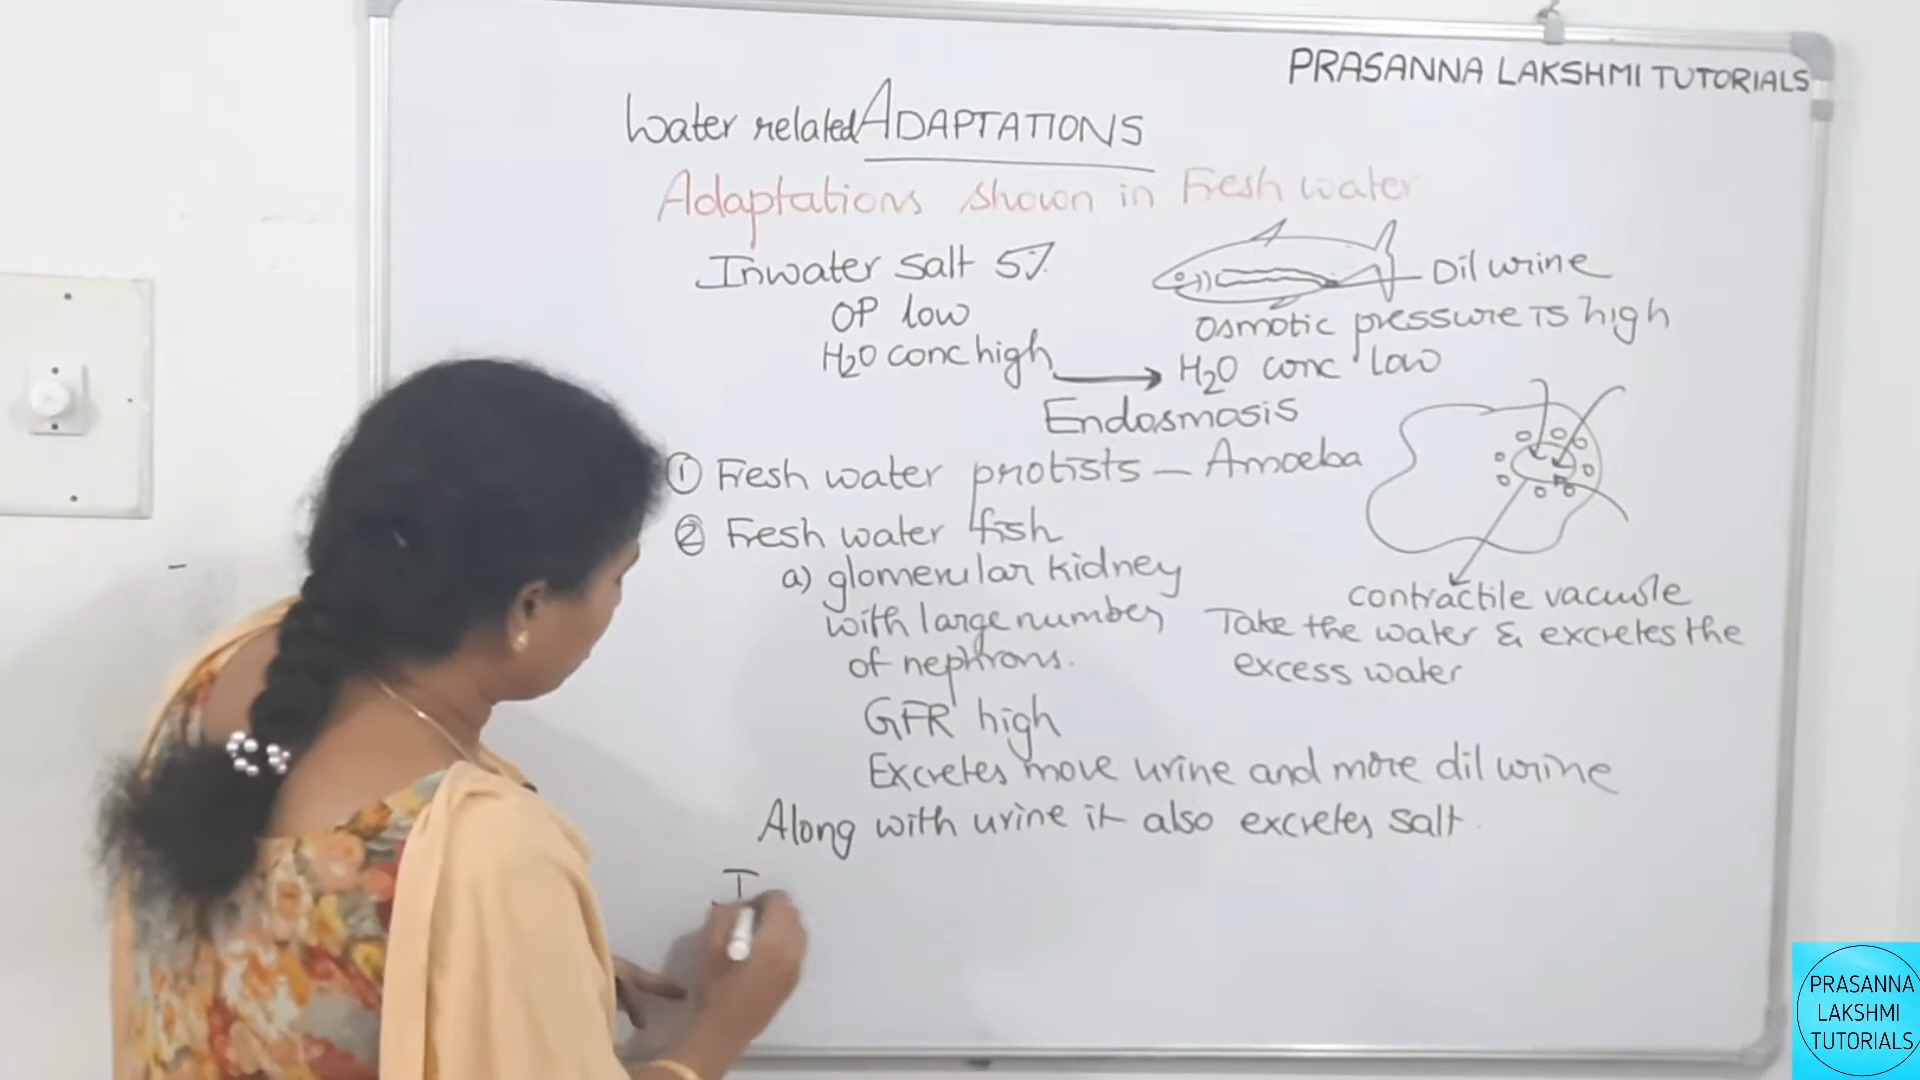 PRASANNA LAKSHMI TUTORIALS
Water related ADAPTATIONS
Adaptations shown in Fresh water
Inwater salt 5%
OP low
H2O conc high
Dil urine
Osmotic pressure is high
H2O conc low
Endosmosis
① Fresh water protists - Amoeba
② Fresh water fish
a) glomerular kidney
with large number
of nephrons.
contractile vacuole
Take the water & excretes the
excess water
GFR high
Excretes more urine and more dil urine
Along with urine it also excretes salt.
I
PRASANNA
LAKSHMI
TUTORIALS